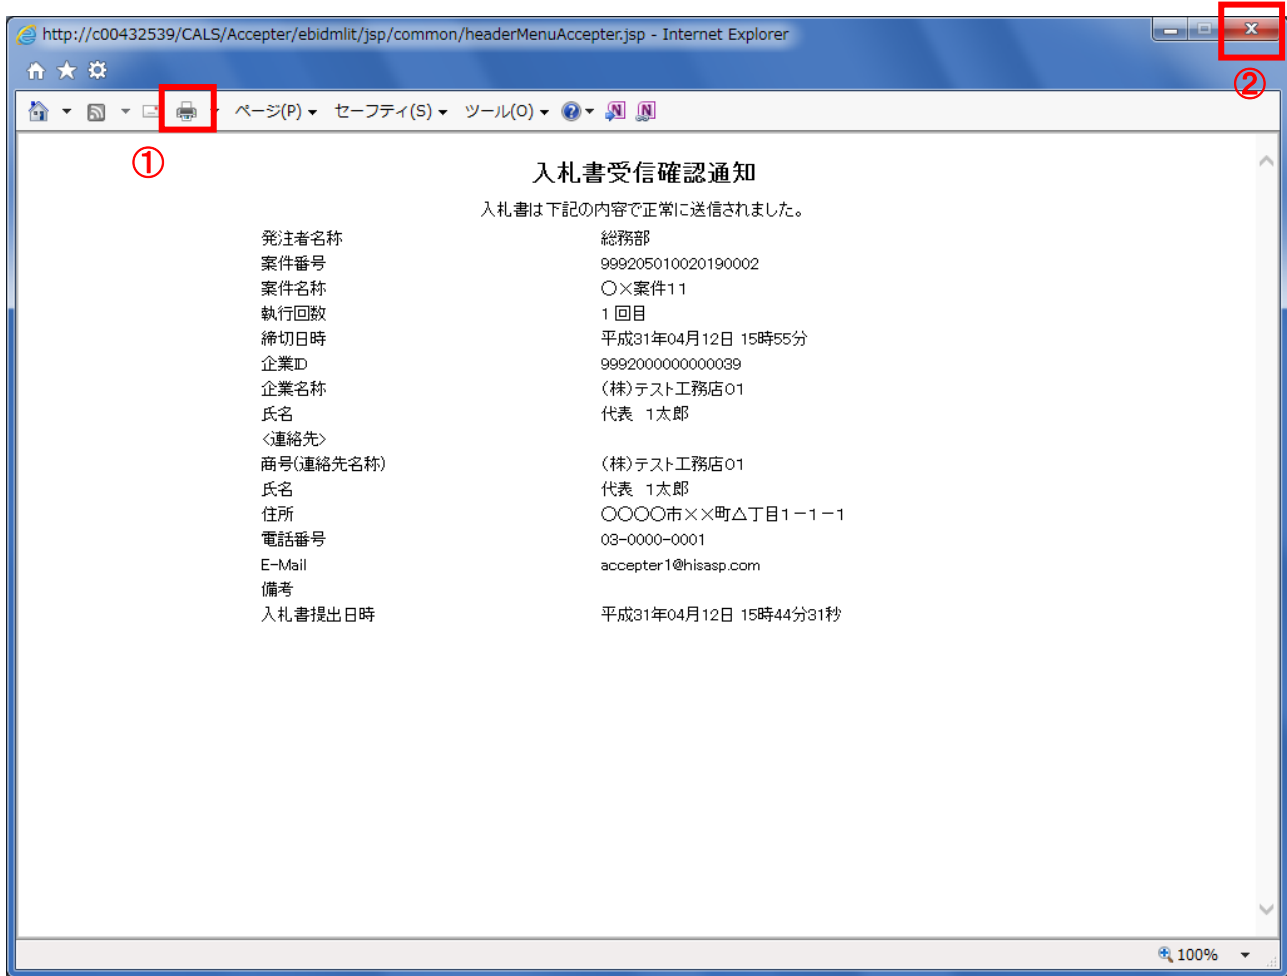 http://c00432539/CALS/Accepter/ebidmlit/jsp/common/headerMenuAccepter.jsp - Internet Explorer
②
ページ(P) セーフティ(S) ツール(O)
①
入札書受信確認通知
入札書は下記の内容で正常に送信されました。
発注者名称 総務部
案件番号 999205010020190002
案件名称 〇×案件11
執行回数 1回目
締切日時 平成31年04月12日 15時55分
企業ID 9992000000000039
企業名称 (株)テスト工務店01
氏名 代表 1太郎
<連絡先>
商号(連絡先名称) (株)テスト工務店01
氏名 代表 1太郎
住所 〇〇〇〇市××町△丁目1-1-1
電話番号 03-0000-0001
E-Mail accepter1@hisasp.com
備考
入札書提出日時 平成31年04月12日 15時44分31秒
100%